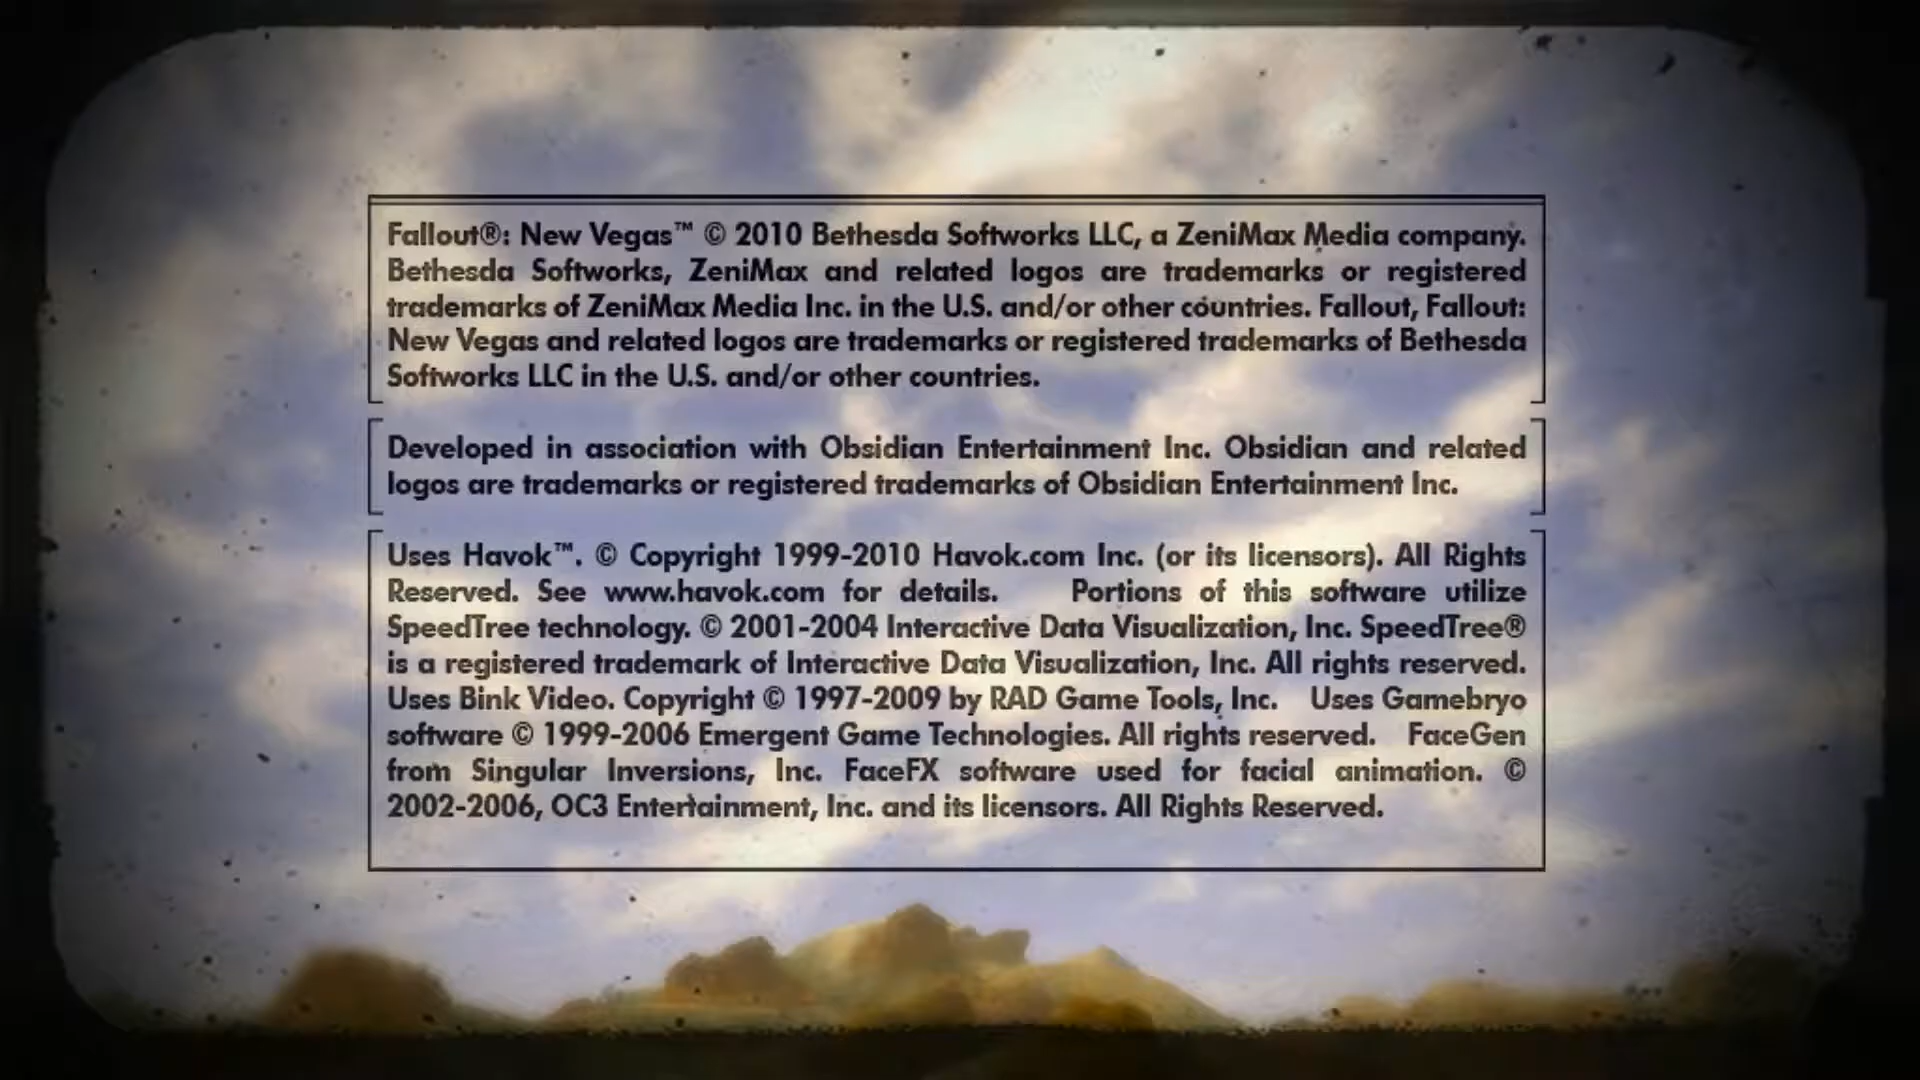 Fallout®: New Vegas™ © 2010 Bethesda Softworks LLC, a ZeniMax Media company.
Bethesda Softworks, ZeniMax and related logos are trademarks or registered
trademarks of ZeniMax Media Inc. in the U.S. and/or other countries. Fallout, Fallout:
New Vegas and related logos are trademarks or registered trademarks of Bethesda
Softworks LLC in the U.S. and/or other countries.
Developed in association with Obsidian Entertainment Inc. Obsidian and related
logos are trademarks or registered trademarks of Obsidian Entertainment Inc.
Uses Havok™. © Copyright 1999-2010 Havok.com Inc. (or its licensors). All Rights
Reserved. See www.havok.com for details. Portions of this software utilize
SpeedTree technology. © 2001-2004 Interactive Data Visualization, Inc. SpeedTree®
is a registered trademark of Interactive Data Visualization, Inc. All rights reserved.
Uses Bink Video. Copyright © 1997-2009 by RAD Game Tools, Inc. Uses Gamebryo
software © 1999-2006 Emergent Game Technologies. All rights reserved. FaceGen
from Singular Inversions, Inc. FaceFX software used for facial animation. ©
2002-2006, OC3 Entertainment, Inc. and its licensors. All Rights Reserved.